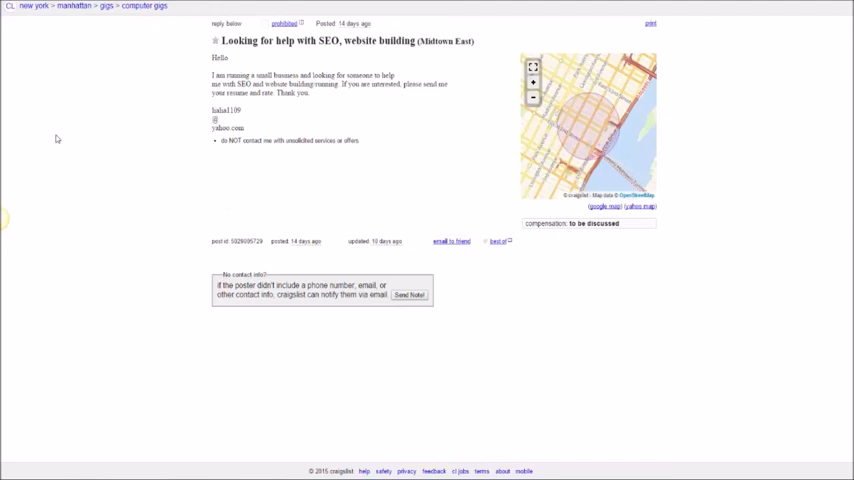 CL new york > manhattan > gigs > computer gigs
reply below prohibited Posted: 14 days ago print
Looking for help with SEO, website building (Midtown East)
Hello
I am running a small business and looking for someone to help
me with SEO and website building/running. If you are interested, please send me
your resume and rate. Thank you.
@
yahoo.com
• do NOT contact me with unsolicited services or offers
+
−
© craigslist - Map data © OpenStreetMap
(google map) (yahoo map)
compensation: to be discussed
posted: 14 days ago updated: 10 days ago email to friend best of
No contact info?
if the poster didn't include a phone number, email, or
other contact info, craigslist can notify them via email. Send Note!
© 2015 craigslist help safety privacy feedback cl jobs terms about mobile